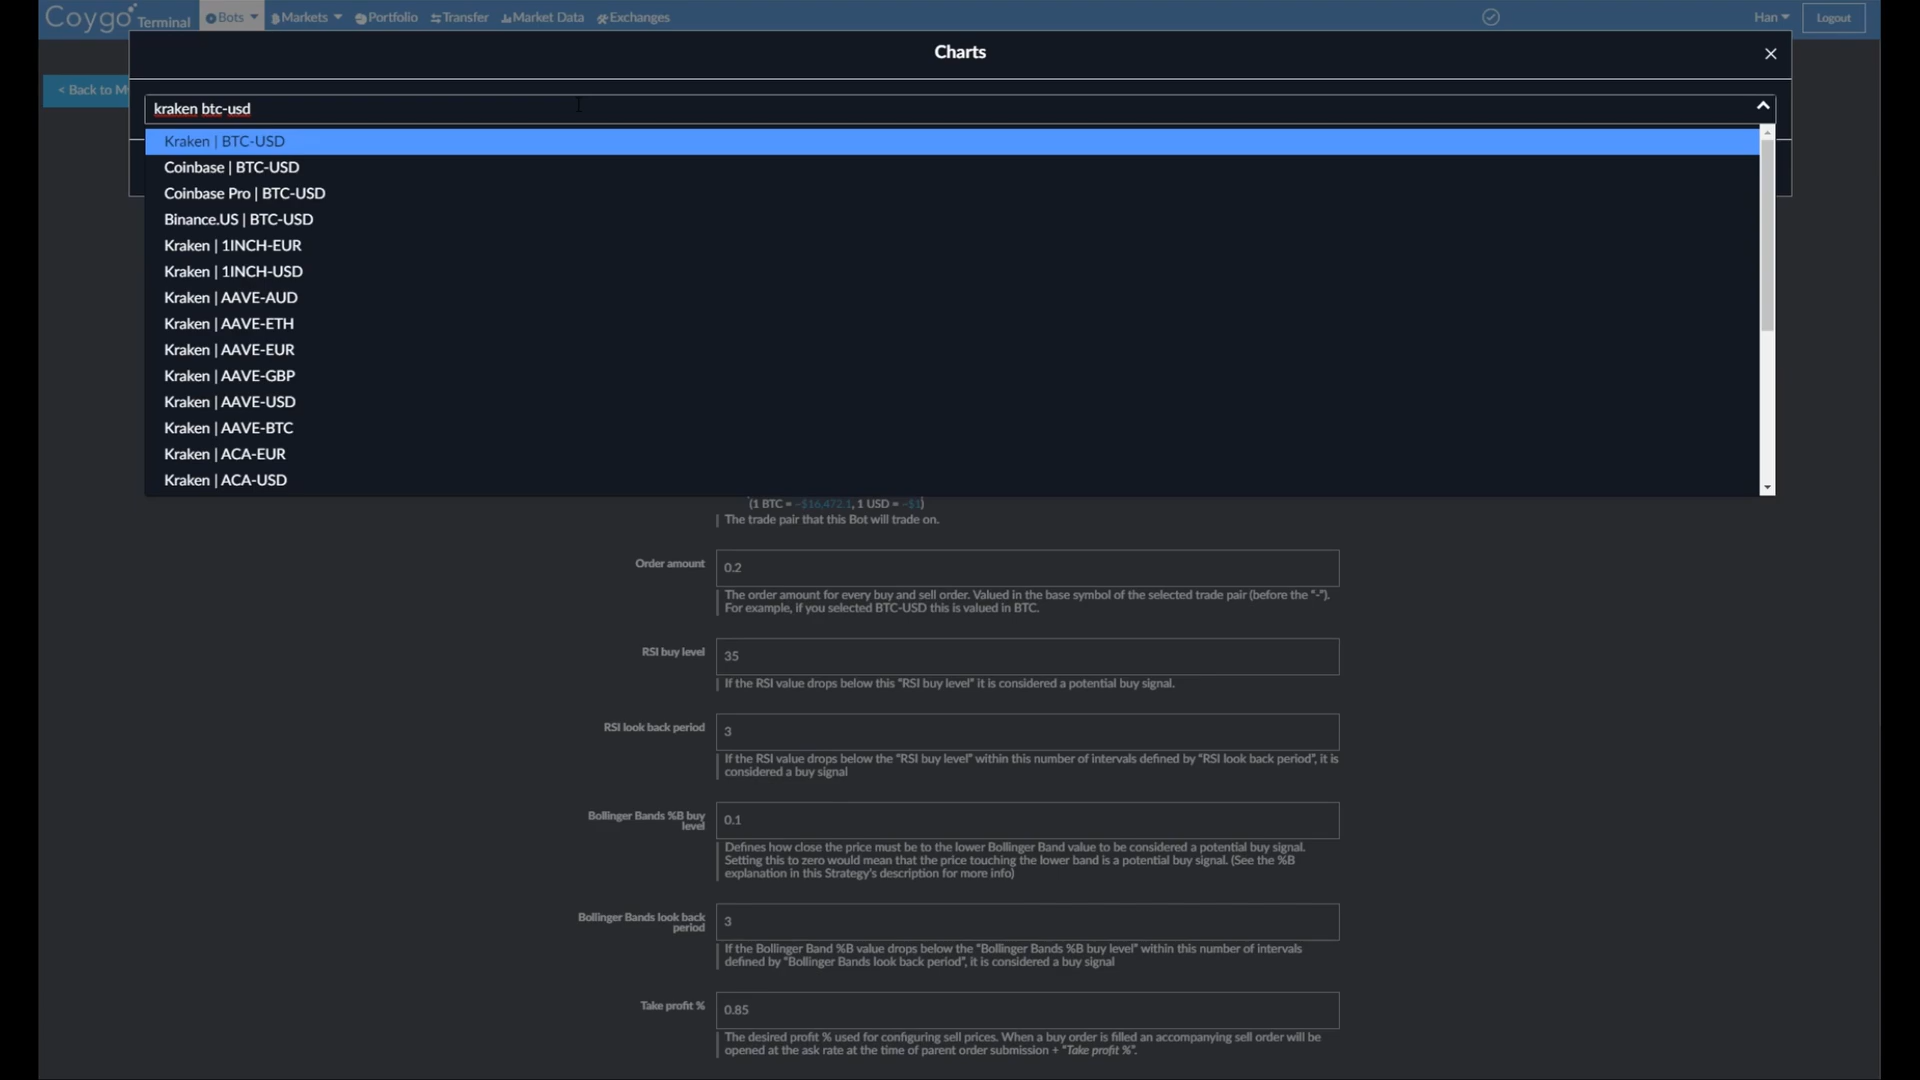 Coygo Terminal Bots Markets Portfolio Transfer Market Data Exchanges Han Logout
Charts
< Back to My
kraken btc-usd
Kraken | BTC-USD
Coinbase | BTC-USD
Coinbase Pro | BTC-USD
Binance.US | BTC-USD
Kraken | 1INCH-EUR
Kraken | 1INCH-USD
Kraken | AAVE-AUD
Kraken | AAVE-ETH
Kraken | AAVE-EUR
Kraken | AAVE-GBP
Kraken | AAVE-USD
Kraken | AAVE-BTC
Kraken | ACA-EUR
Kraken | ACA-USD
(1 BTC = ~$16,472.1, 1 USD = ~$1)
The trade pair that this Bot will trade on.
Order amount
0.2
The order amount for every buy and sell order. Valued in the base symbol of the selected trade pair (before the "-").
For example, if you selected BTC-USD this is valued in BTC.
RSI buy level
35
If the RSI value drops below this "RSI buy level" it is considered a potential buy signal.
RSI look back period
3
If the RSI value drops below the "RSI buy level" within this number of intervals defined by "RSI look back period", it is
considered a buy signal
Bollinger Bands %B buy
level
0.1
Defines how close the price must be to the lower Bollinger Band value to be considered a potential buy signal.
Setting this to zero would mean that the price touching the lower band is a potential buy signal. (See the %B
explanation in this Strategy's description for more info)
Bollinger Bands look back
period
3
If the Bollinger Band %B value drops below the "Bollinger Bands %B buy level" within this number of intervals
defined by "Bollinger Bands look back period", it is considered a buy signal
Take profit %
0.85
The desired profit % used for configuring sell prices. When a buy order is filled an accompanying sell order will be
opened at the ask rate at the time of parent order submission + "Take profit %".